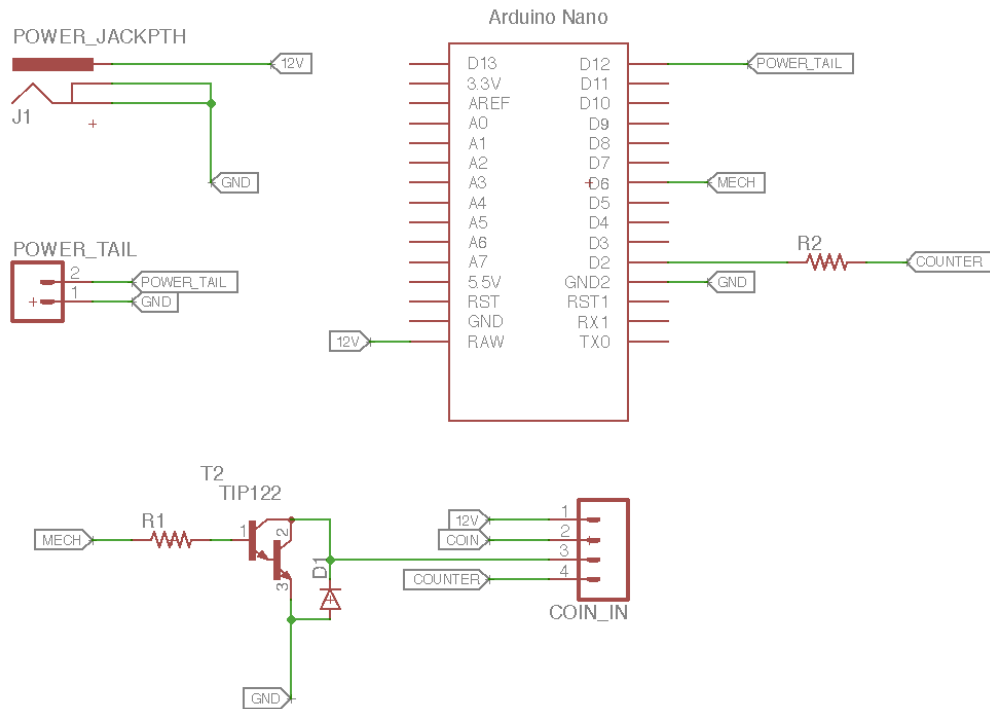 Arduino Nano
POWER_JACKPTH
12V
J1
GND
POWER_TAIL
2
POWER_TAIL
1
GND
D13
3.3V
AREF
A0
A1
A2
A3
A4
A5
A6
A7
5.5V
RST
GND
RAW
12V
D12
D11
D10
D9
D8
D7
D6
D5
D4
D3
D2
GND2
RST1
RX1
TX0
POWER_TAIL
MECH
R2
COUNTER
GND
T2
TIP122
MECH
R1
1
2
3
D1
GND
12V
COIN
COUNTER
1
2
3
4
COIN_IN